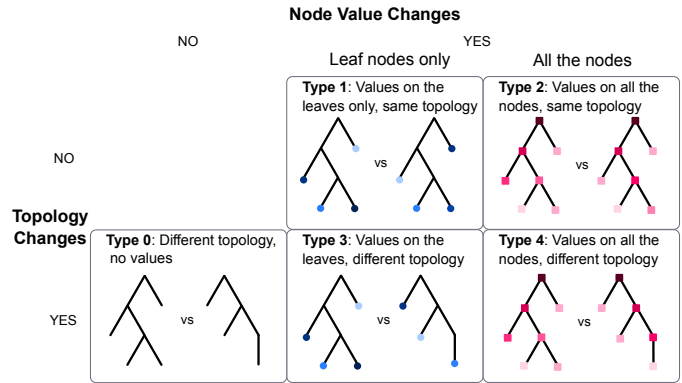 Node Value Changes
NO
YES
Leaf nodes only
All the nodes
Type 1: Values on the
leaves only, same topology
vs
Type 2: Values on all the
nodes, same topology
vs
NO
Topology
Changes
Type 0: Different topology,
no values
vs
Type 3: Values on the
leaves, different topology
vs
Type 4: Values on all the
nodes, different topology
vs
YES